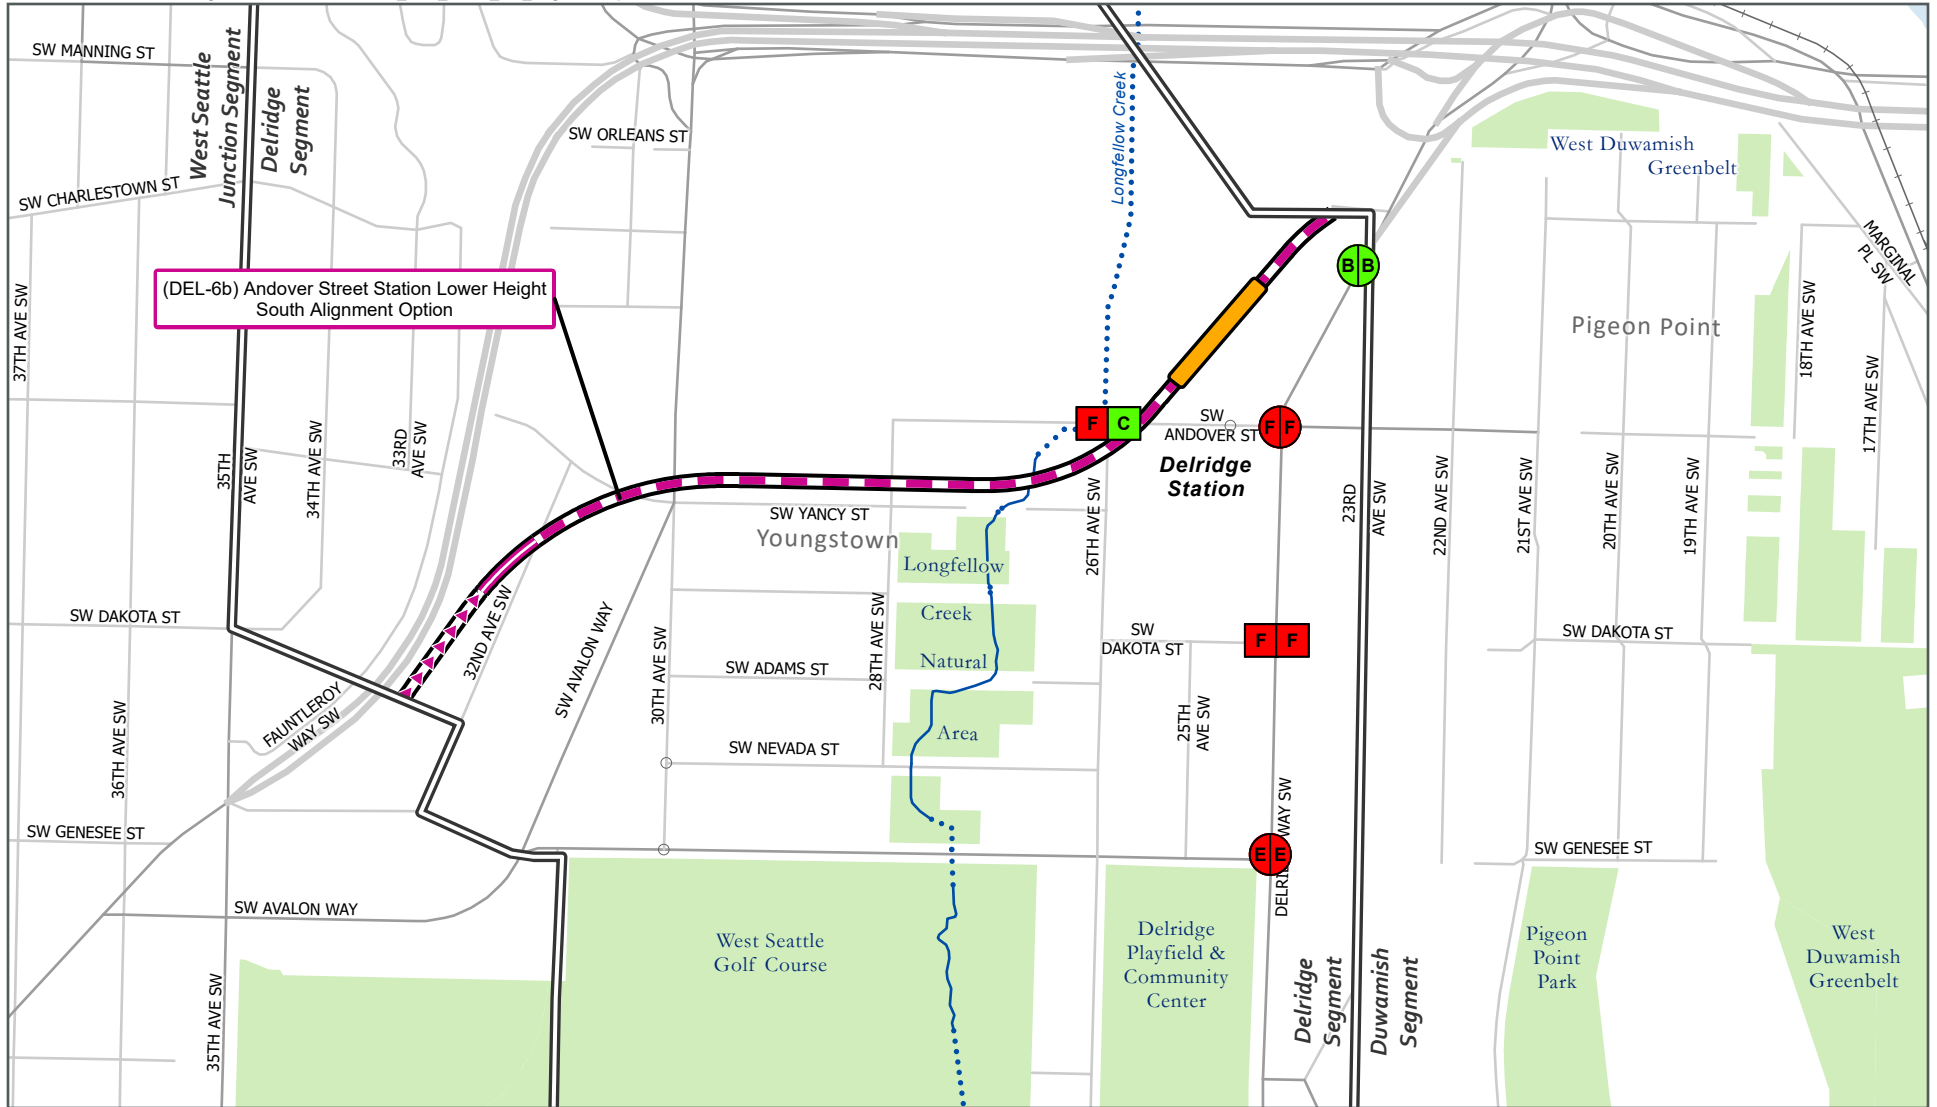 SW MANNING ST
West Seattle
Junction Segment
Delridge
Segment
SW ORLEANS ST
Longfellow Creek
West Duwamish
Greenbelt
SW CHARLESTOWN ST
MARGINAL
PL SW
B B
(DEL-6b) Andover Street Station Lower Height
South Alignment Option
37TH AVE SW
Pigeon Point
18TH AVE SW
17TH AVE SW
F C
SW
ANDOVER ST
F F
Delridge
Station
35TH
AVE SW
34TH AVE SW
33RD
AVE SW
SW YANCY ST
Youngstown
26TH AVE SW
23RD
AVE SW
22ND AVE SW
21ST AVE SW
20TH AVE SW
19TH AVE SW
Longfellow
Creek
Natural
Area
SW DAKOTA ST
32ND AVE SW
SW AVALON WAY
30TH AVE SW
28TH AVE SW
SW ADAMS ST
SW
DAKOTA ST
F F
SW DAKOTA ST
25TH
AVE SW
FAUNTLEROY
WAY SW
36TH AVE SW
SW NEVADA ST
DELRIDGE WAY SW
SW GENESEE ST
E E
SW GENESEE ST
SW AVALON WAY
West Seattle
Golf Course
Delridge
Playfield &
Community
Center
Pigeon
Point
Park
West
Duwamish
Greenbelt
35TH AVE SW
Delridge
Segment
Duwamish
Segment